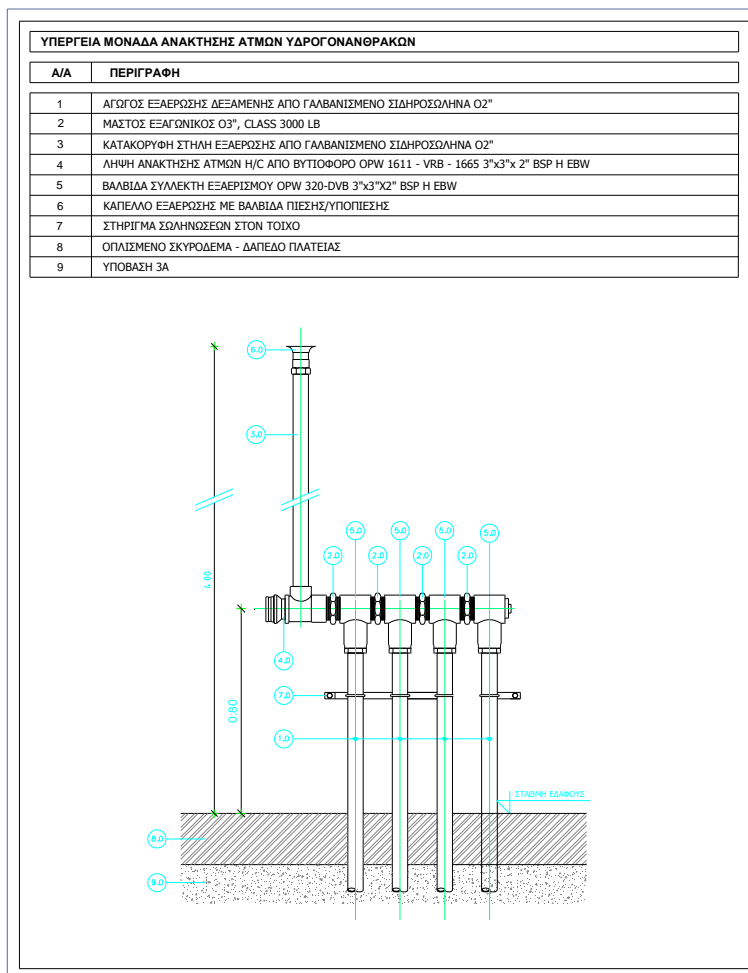 ΥΠΕΡΓΕΙΑ ΜΟΝΑΔΑ ΑΝΑΚΤΗΣΗΣ ΑΤΜΩΝ ΥΔΡΟΓΟΝΑΝΘΡΑΚΩΝ
Α/Α ΠΕΡΙΓΡΑΦΗ
1 ΑΓΩΓΟΣ ΕΞΑΕΡΩΣΗΣ ΔΕΞΑΜΕΝΗΣ ΑΠΟ ΓΑΛΒΑΝΙΣΜΕΝΟ ΣΙΔΗΡΟΣΩΛΗΝΑ Ο2"
2 ΜΑΣΤΟΣ ΕΞΑΓΩΝΙΚΟΣ Ο3", CLASS 3000 LB
3 ΚΑΤΑΚΟΡΥΦΗ ΣΤΗΛΗ ΕΞΑΕΡΩΣΗΣ ΑΠΟ ΓΑΛΒΑΝΙΣΜΕΝΟ ΣΙΔΗΡΟΣΩΛΗΝΑ Ο2"
4 ΛΗΨΗ ΑΝΑΚΤΗΣΗΣ ΑΤΜΩΝ Η/C ΑΠΟ ΒΥΤΙΟΦΟΡΟ OPW 1611 - VRB - 1665 3"x3"x 2" BSP Η EBW
5 ΒΑΛΒΙΔΑ ΣΥΛΛΕΚΤΗ ΕΞΑΕΡΙΣΜΟΥ OPW 320-DVB 3"x3"X2" BSP Η EBW
6 ΚΑΠΕΛΛΟ ΕΞΑΕΡΩΣΗΣ ΜΕ ΒΑΛΒΙΔΑ ΠΙΕΣΗΣ/ΥΠΟΠΙΕΣΗΣ
7 ΣΤΗΡΙΓΜΑ ΣΩΛΗΝΩΣΕΩΝ ΣΤΟΝ ΤΟΙΧΟ
8 ΟΠΛΙΣΜΕΝΟ ΣΚΥΡΟΔΕΜΑ - ΔΑΠΕΔΟ ΠΛΑΤΕΙΑΣ
9 ΥΠΟΒΑΣΗ 3Α
6.0
3.0
5.0 5.0 5.0 5.0
2.0 2.0 2.0 2.0
4.00
4.0
7.0
0.80
1.0
ΣΤΑΘΜΗ ΕΔΑΦΟΥΣ
8.0
9.0